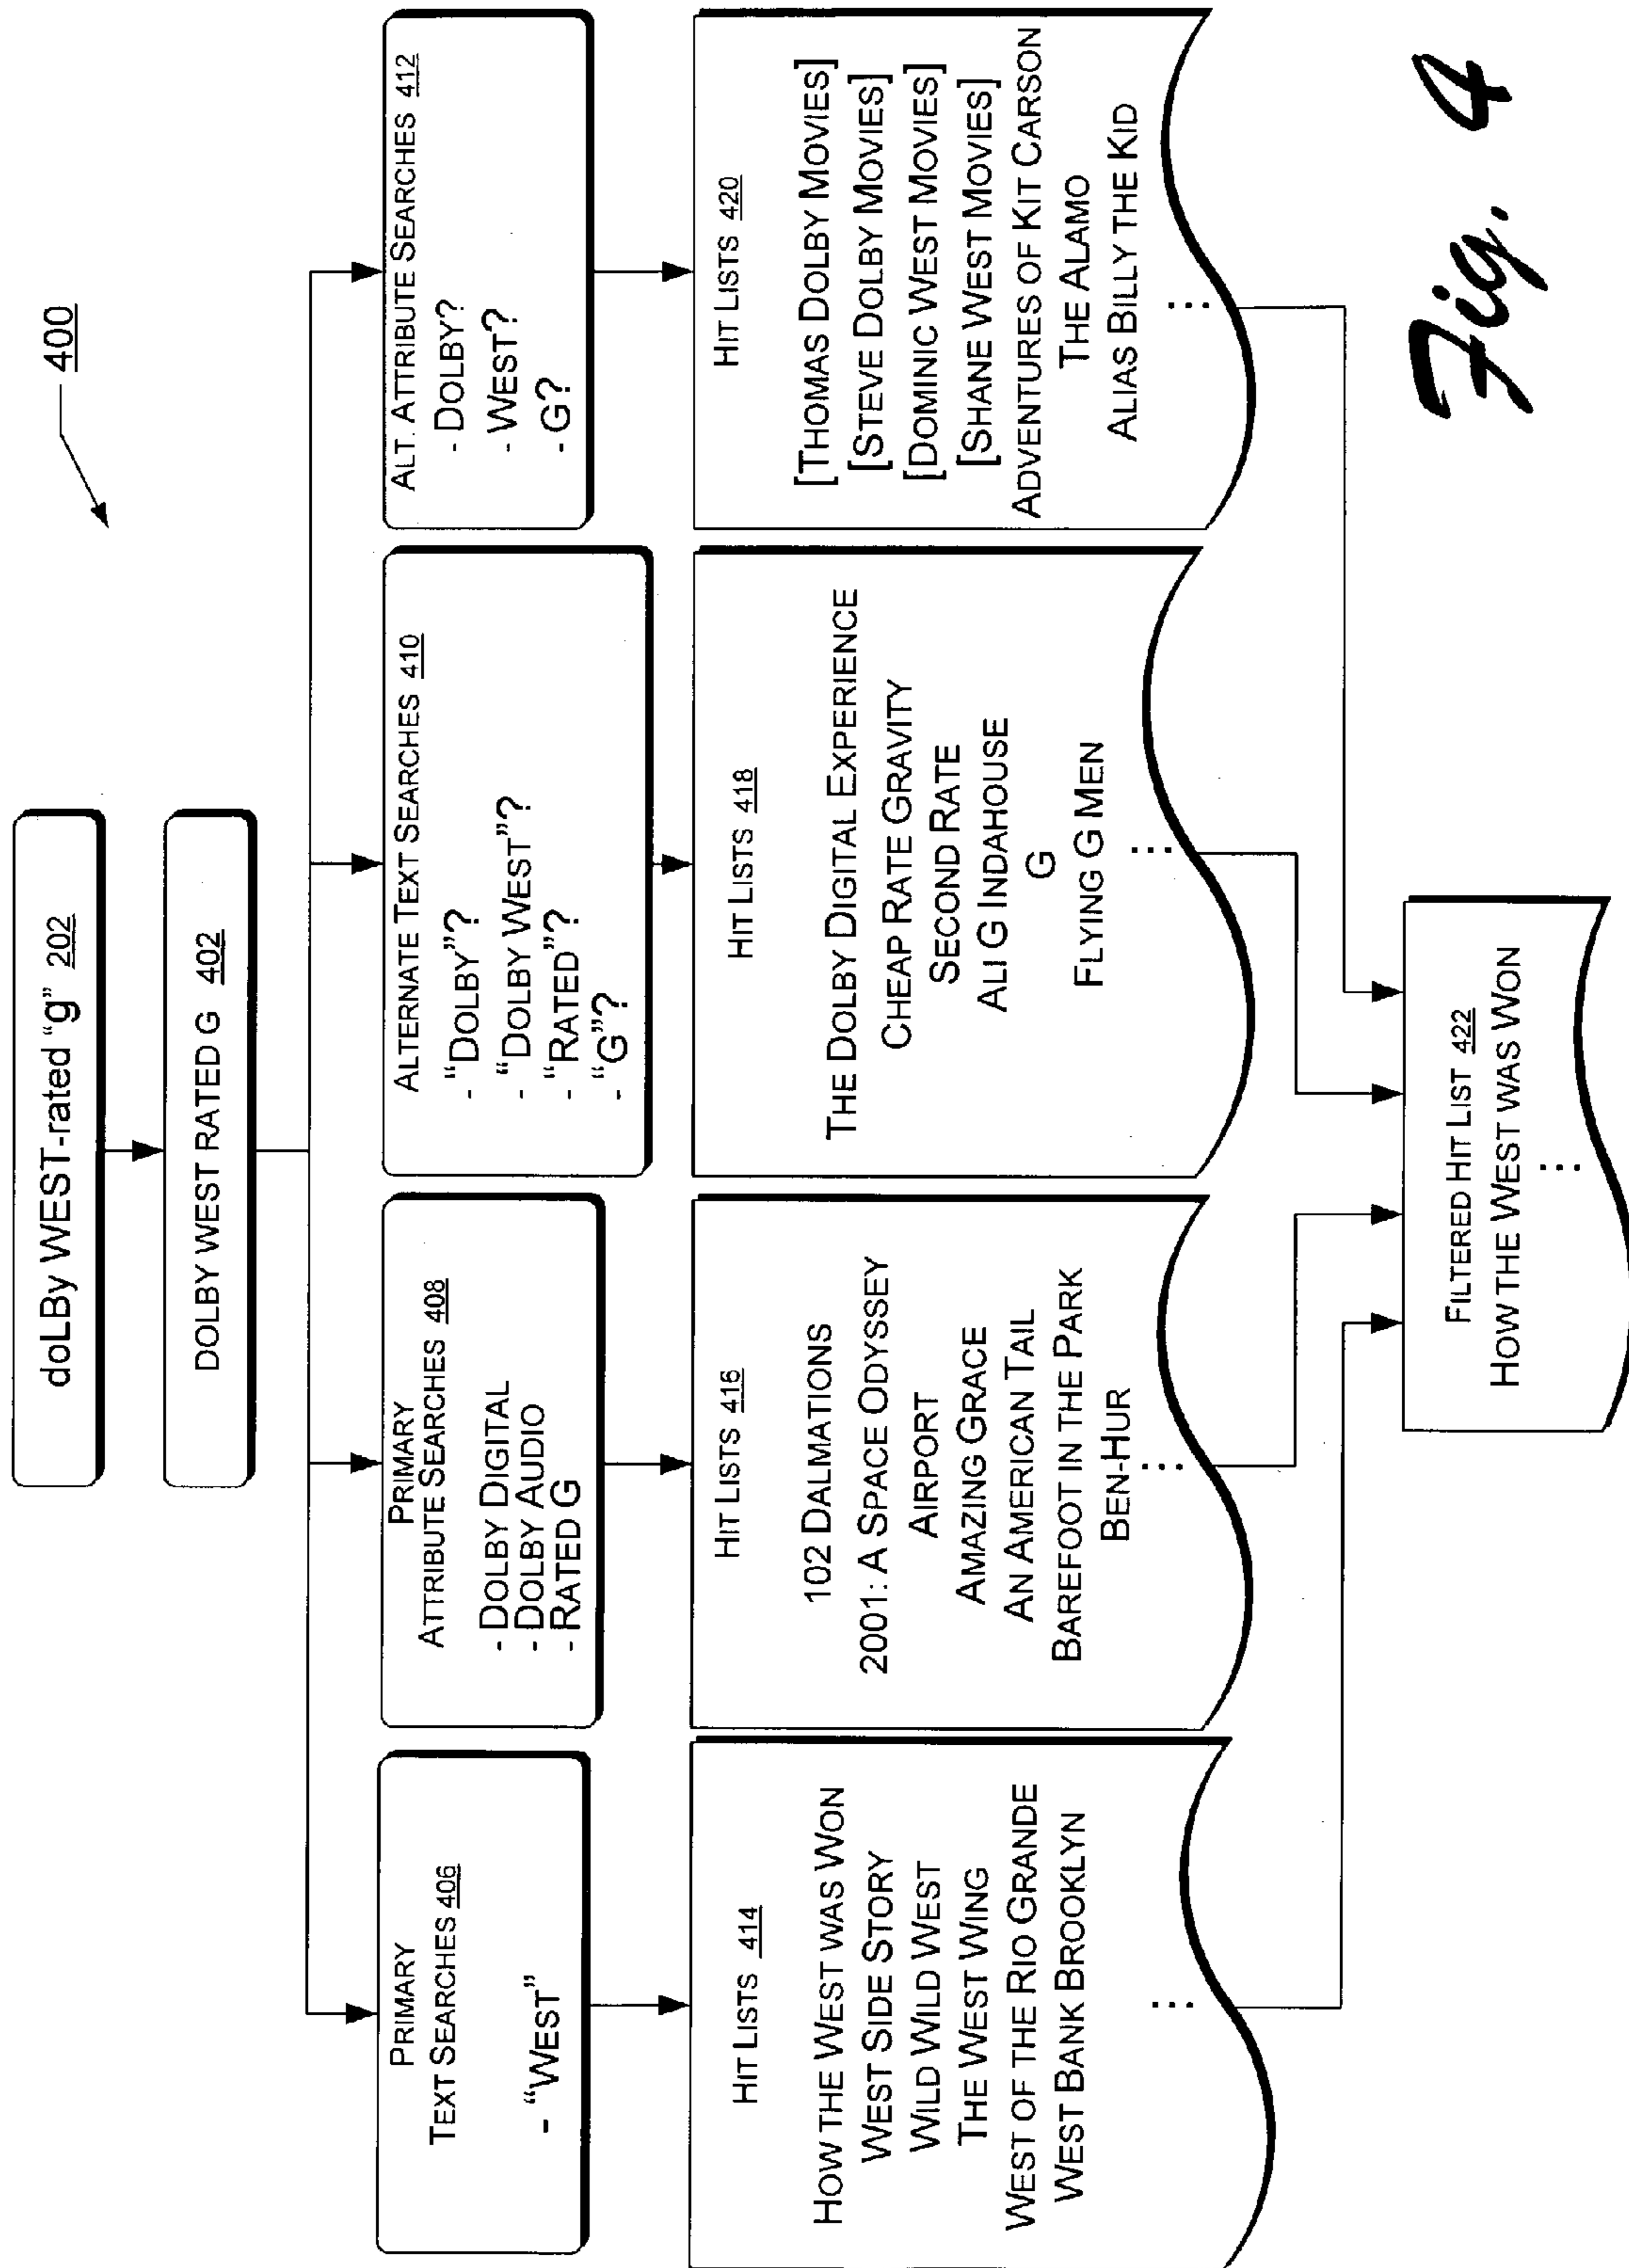 400
doLBy WEST-rated "g" 202
DOLBY WEST RATED G 402
PRIMARY
TEXT SEARCHES 406
- "WEST"
PRIMARY
ATTRIBUTE SEARCHES 408
- DOLBY DIGITAL
- DOLBY AUDIO
- RATED G
ALTERNATE TEXT SEARCHES 410
- "DOLBY"?
- "DOLBY WEST"?
- "RATED"?
- "G"?
ALT. ATTRIBUTE SEARCHES 412
- DOLBY?
- WEST?
- G?
HIT LISTS 414
HOW THE WEST WAS WON
WEST SIDE STORY
WILD WILD WEST
THE WEST WING
WEST OF THE RIO GRANDE
WEST BANK BROOKLYN
...
HIT LISTS 416
102 DALMATIONS
2001: A SPACE ODYSSEY
AIRPORT
AMAZING GRACE
AN AMERICAN TAIL
BAREFOOT IN THE PARK
BEN-HUR
...
HIT LISTS 418
THE DOLBY DIGITAL EXPERIENCE
CHEAP RATE GRAVITY
SECOND RATE
ALI G INDAHOUSE
G
FLYING G MEN
...
HIT LISTS 420
[THOMAS DOLBY MOVIES]
[STEVE DOLBY MOVIES]
[DOMINIC WEST MOVIES]
[SHANE WEST MOVIES]
ADVENTURES OF KIT CARSON
THE ALAMO
ALIAS BILLY THE KID
...
FILTERED HIT LIST 422
HOW THE WEST WAS WON
...
Fig. 4